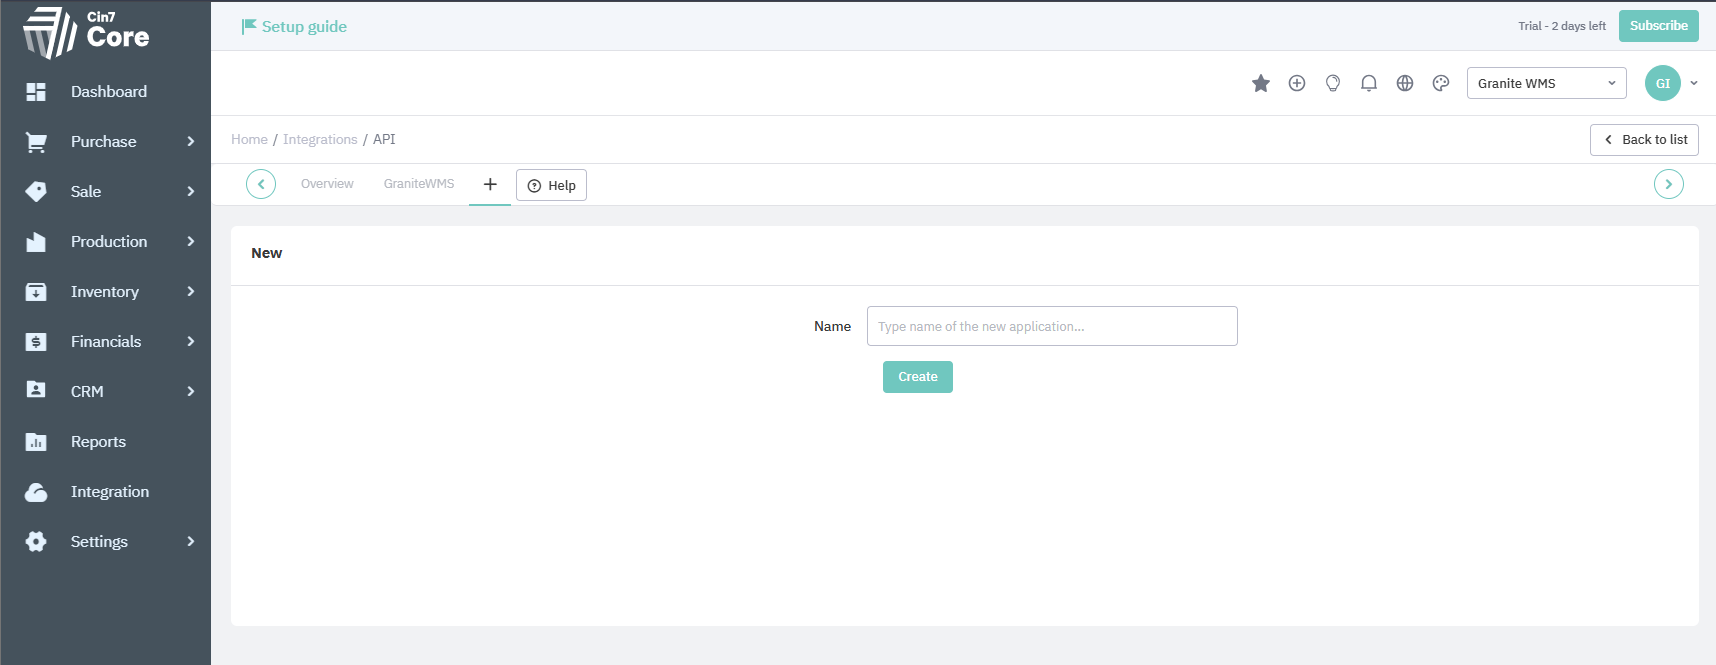 Cin7
Core
Setup guide
Trial - 2 days left
Subscribe
Dashboard
Purchase
Sale
Production
Inventory
Financials
CRM
Reports
Integration
Settings
Granite WMS
GI
Home / Integrations / API
Back to list
Overview
GraniteWMS
Help
New
Name
Type name of the new application...
Create